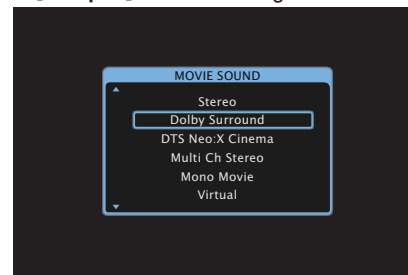 MOVIE SOUND
Stereo
Dolby Surround
DTS Neo:X Cinema
Multi Ch Stereo
Mono Movie
Virtual